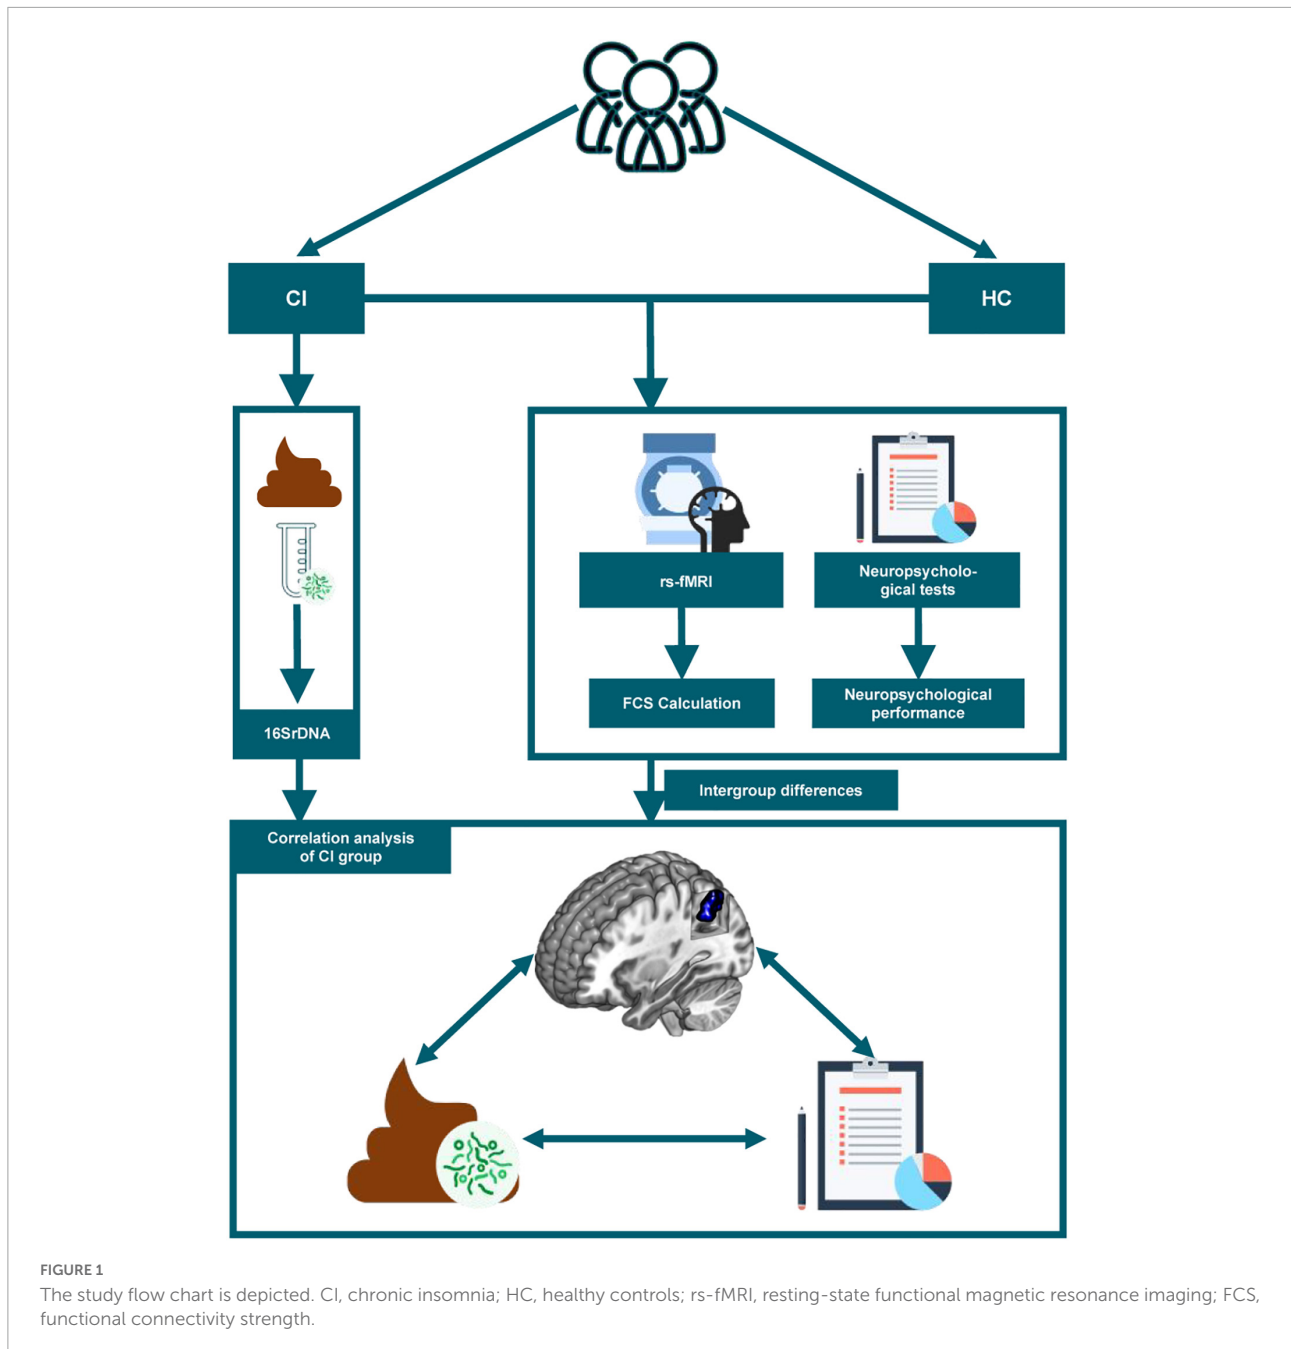 CI
HC
rs-fMRI
Neuropsycholo-
gical tests
FCS Calculation
Neuropsychological
performance
16SrDNA
Intergroup differences
Correlation analysis
of CI group
FIGURE 1
The study flow chart is depicted. CI, chronic insomnia; HC, healthy controls; rs-fMRI, resting-state functional magnetic resonance imaging; FCS,
functional connectivity strength.